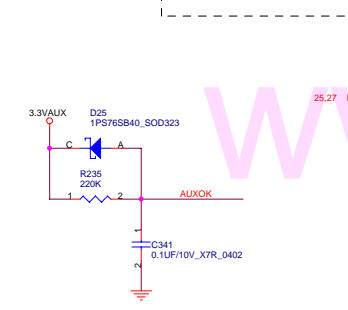 25,27
3.3VAUX
D25
1PS76SB40_SOD323
C
A
R235
220K
1
2
AUXOK
1
C341
0.1UF/10V_X7R_0402
2